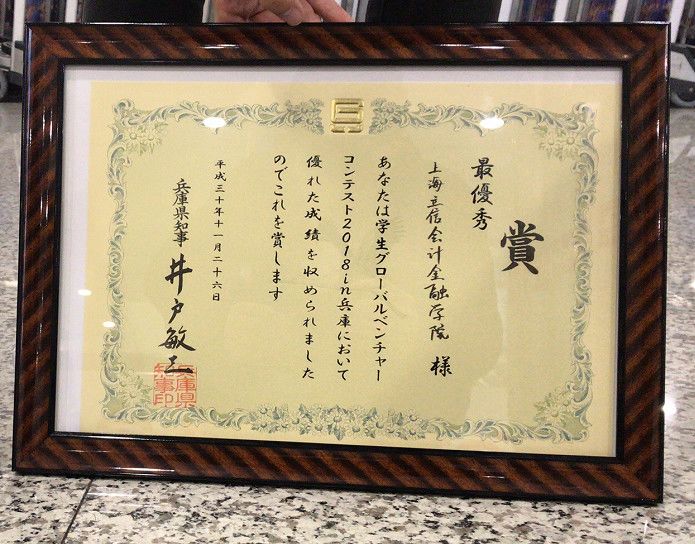 賞
最優秀
上海立信会計金融学院 様
あなたは学生グローバルベンチャー
コンテスト2018in兵庫において
優れた成績を収められました
のでこれを賞します
平成三十年十一月二十六日
兵庫県知事 井戸敏三
兵庫県
知事印